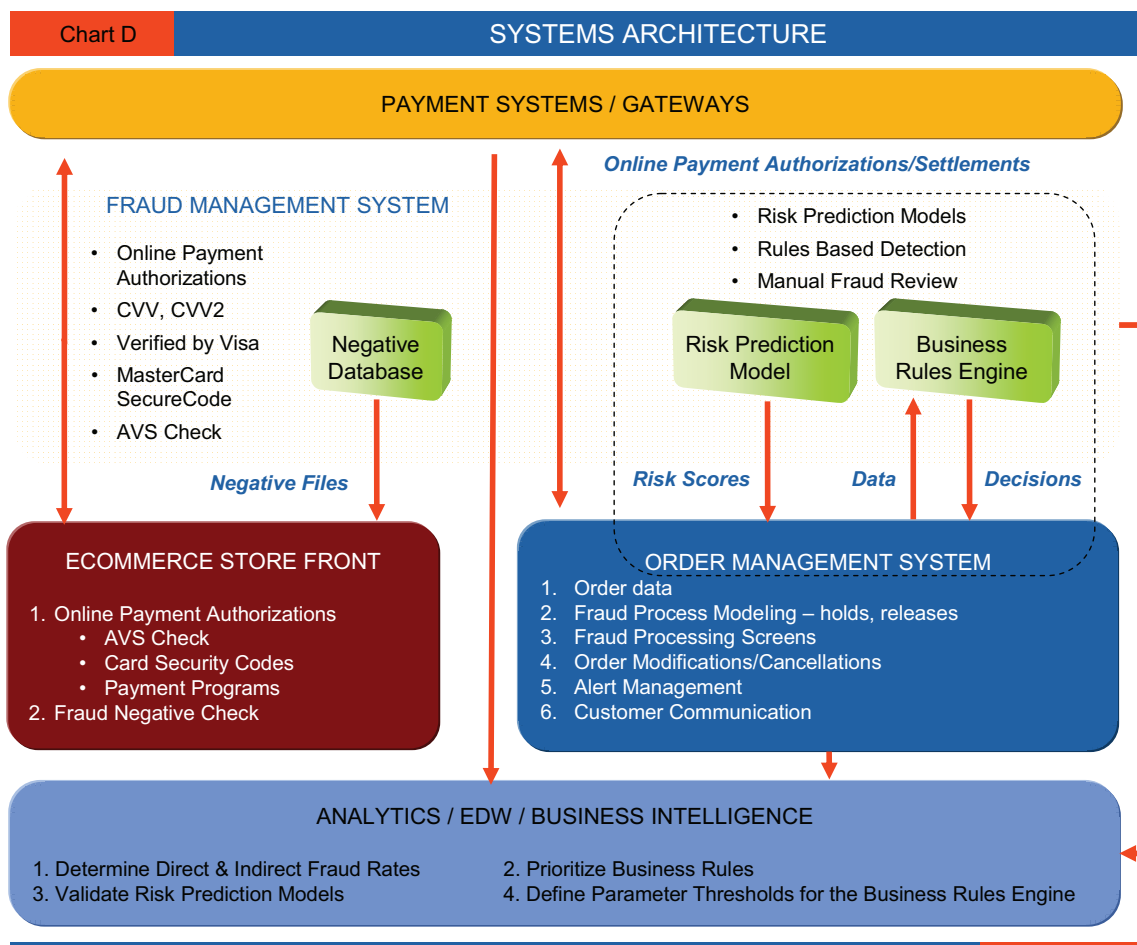 Chart D
SYSTEMS ARCHITECTURE
PAYMENT SYSTEMS / GATEWAYS
Online Payment Authorizations/Settlements
FRAUD MANAGEMENT SYSTEM
• Online Payment
Authorizations
• CVV, CVV2
• Verified by Visa
• MasterCard
SecureCode
• AVS Check
Negative
Database
• Risk Prediction Models
• Rules Based Detection
• Manual Fraud Review
Risk Prediction
Model
Business
Rules Engine
Negative Files
Risk Scores
Data
Decisions
ECOMMERCE STORE FRONT
1. Online Payment Authorizations
• AVS Check
• Card Security Codes
• Payment Programs
2. Fraud Negative Check
ORDER MANAGEMENT SYSTEM
1. Order data
2. Fraud Process Modeling – holds, releases
3. Fraud Processing Screens
4. Order Modifications/Cancellations
5. Alert Management
6. Customer Communication
ANALYTICS / EDW / BUSINESS INTELLIGENCE
1. Determine Direct & Indirect Fraud Rates
2. Prioritize Business Rules
3. Validate Risk Prediction Models
4. Define Parameter Thresholds for the Business Rules Engine